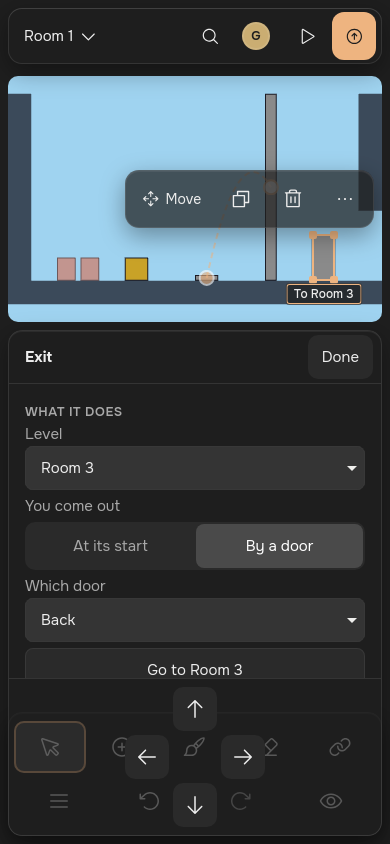 Room 1
G
Move
To Room 3
Exit
Done
WHAT IT DOES
Level
Room 3
You come out
At its start
By a door
Which door
Back
Go to Room 3